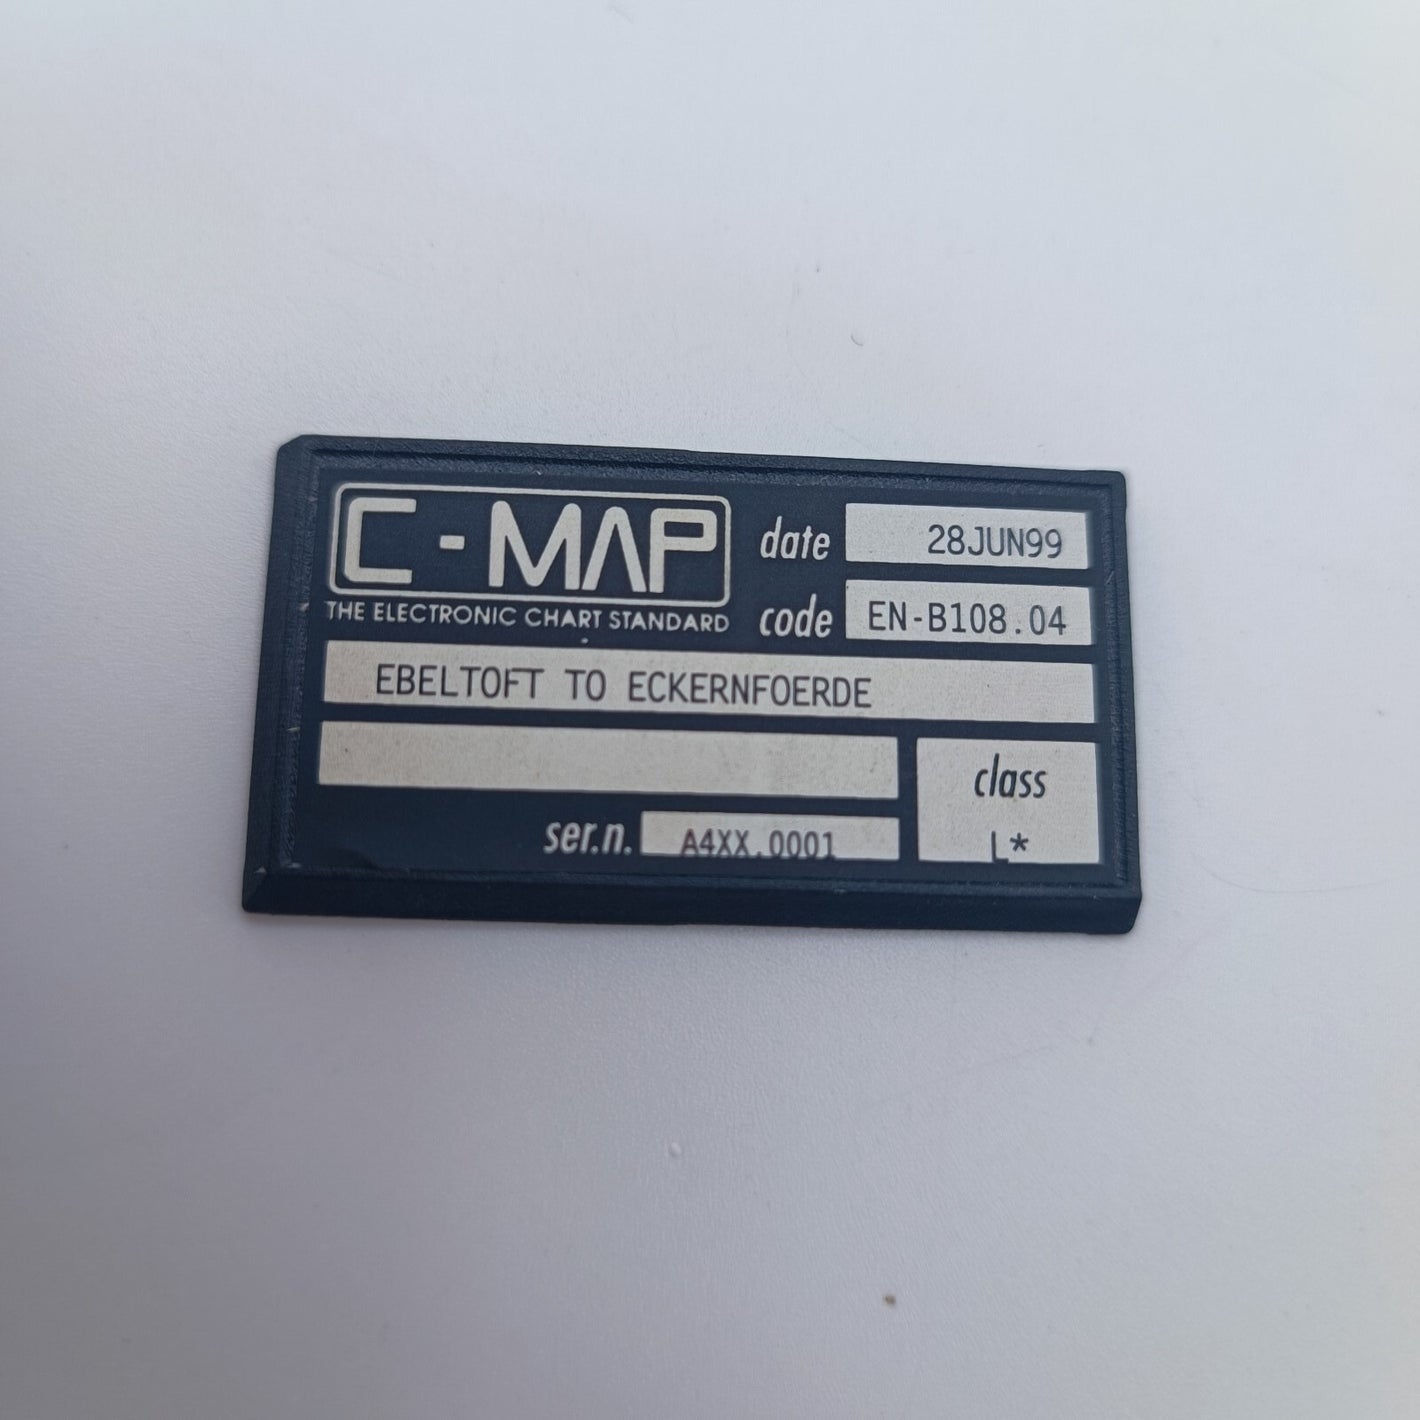 C-MAP
THE ELECTRONIC CHART STANDARD
date 28JUN99
code EN-B108.04
EBELTOFT TO ECKERNFOERDE
class
L*
ser.n. A4XX.0001